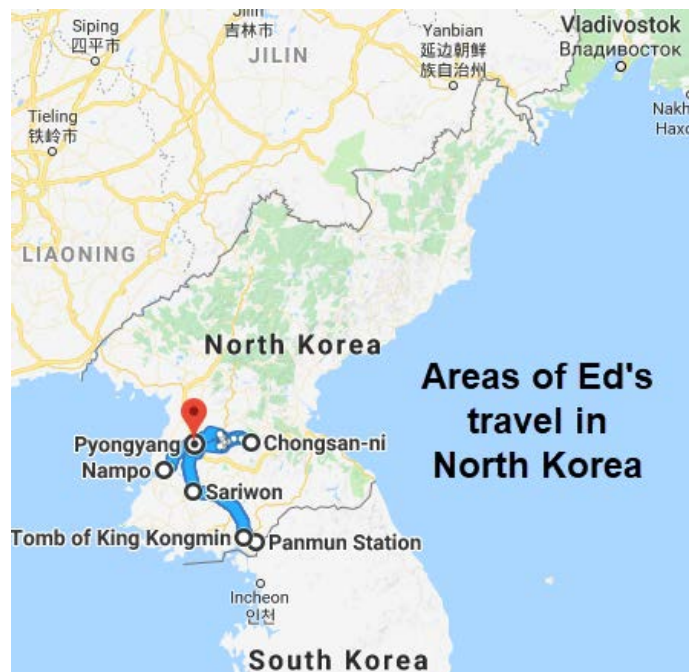 Jilin
吉林市
Siping
四平市
Yanbian
延边朝鲜
族自治州
Vladivostok
Владивосток
JILIN
Tieling
铁岭市
Nakh
Нахо
LIAONING
North Korea
Areas of Ed's
travel in
North Korea
Pyongyang
Chongsan-ni
Nampo
Sariwon
Tomb of King Kongmin
Panmun Station
Incheon
인천
South Korea